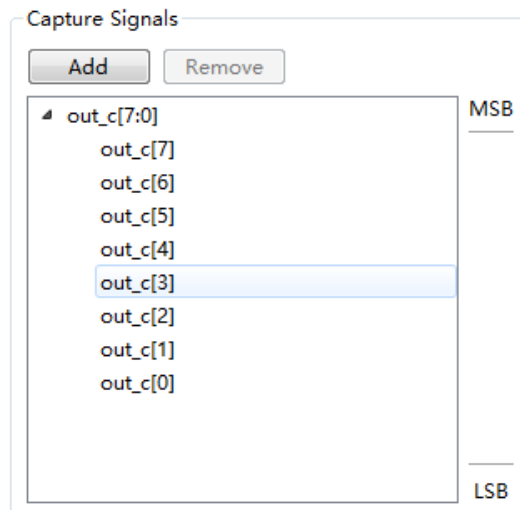 Capture Signals
Add Remove
out_c[7:0] MSB
out_c[7]
out_c[6]
out_c[5]
out_c[4]
out_c[3]
out_c[2]
out_c[1]
out_c[0]
LSB